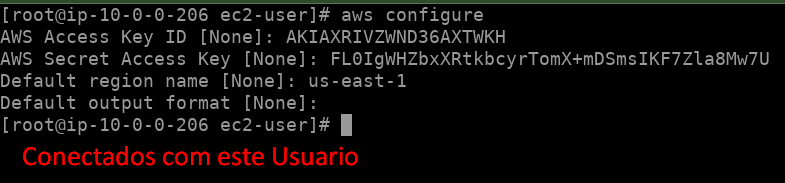 [root@ip-10-0-0-206 ec2-user]# aws configure
AWS Access Key ID [None]: AKIAXRIVZWND36AXTWKH
AWS Secret Access Key [None]: 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
Default region name [None]: us-east-1
Default output format [None]:
[root@ip-10-0-0-206 ec2-user]#
Conectados com este Usuario